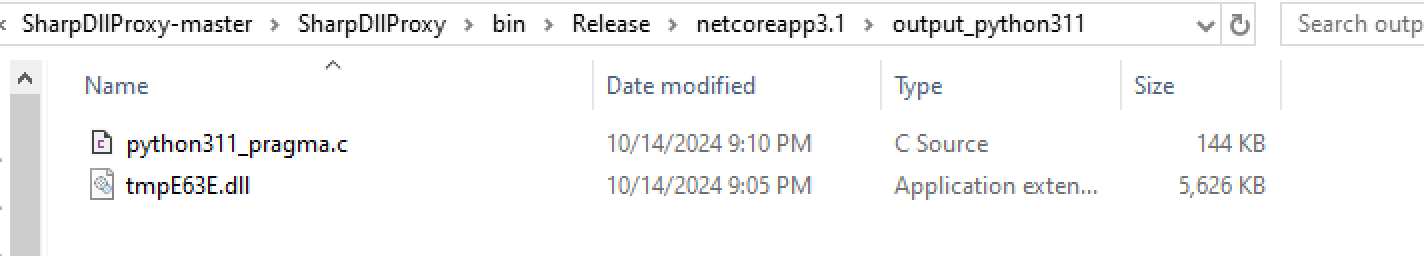 SharpDllProxy-master > SharpDllProxy > bin > Release > netcoreapp3.1 > output_python311 Search outp
Name Date modified Type Size
python311_pragma.c 10/14/2024 9:10 PM C Source 144 KB
tmpE63E.dll 10/14/2024 9:05 PM Application exten... 5,626 KB